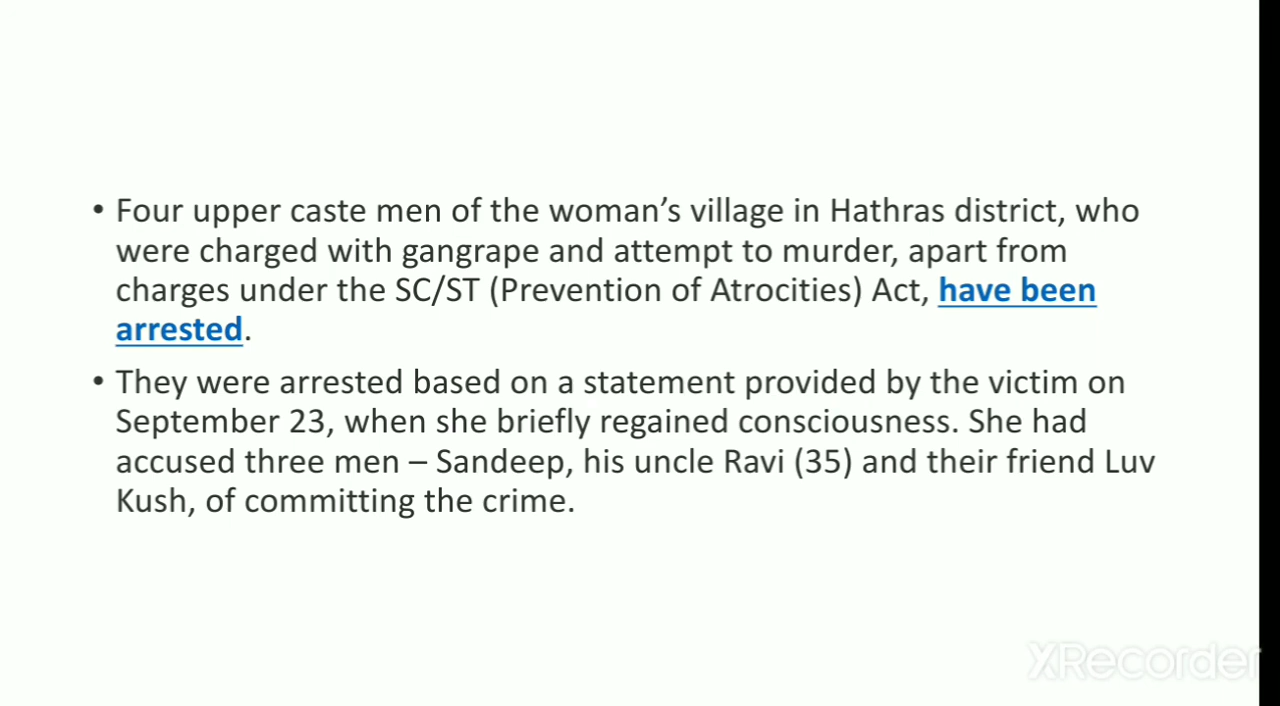 • Four upper caste men of the woman’s village in Hathras district, who
were charged with gangrape and attempt to murder, apart from
charges under the SC/ST (Prevention of Atrocities) Act, have been
arrested.
• They were arrested based on a statement provided by the victim on
September 23, when she briefly regained consciousness. She had
accused three men – Sandeep, his uncle Ravi (35) and their friend Luv
Kush, of committing the crime.
XRecorder